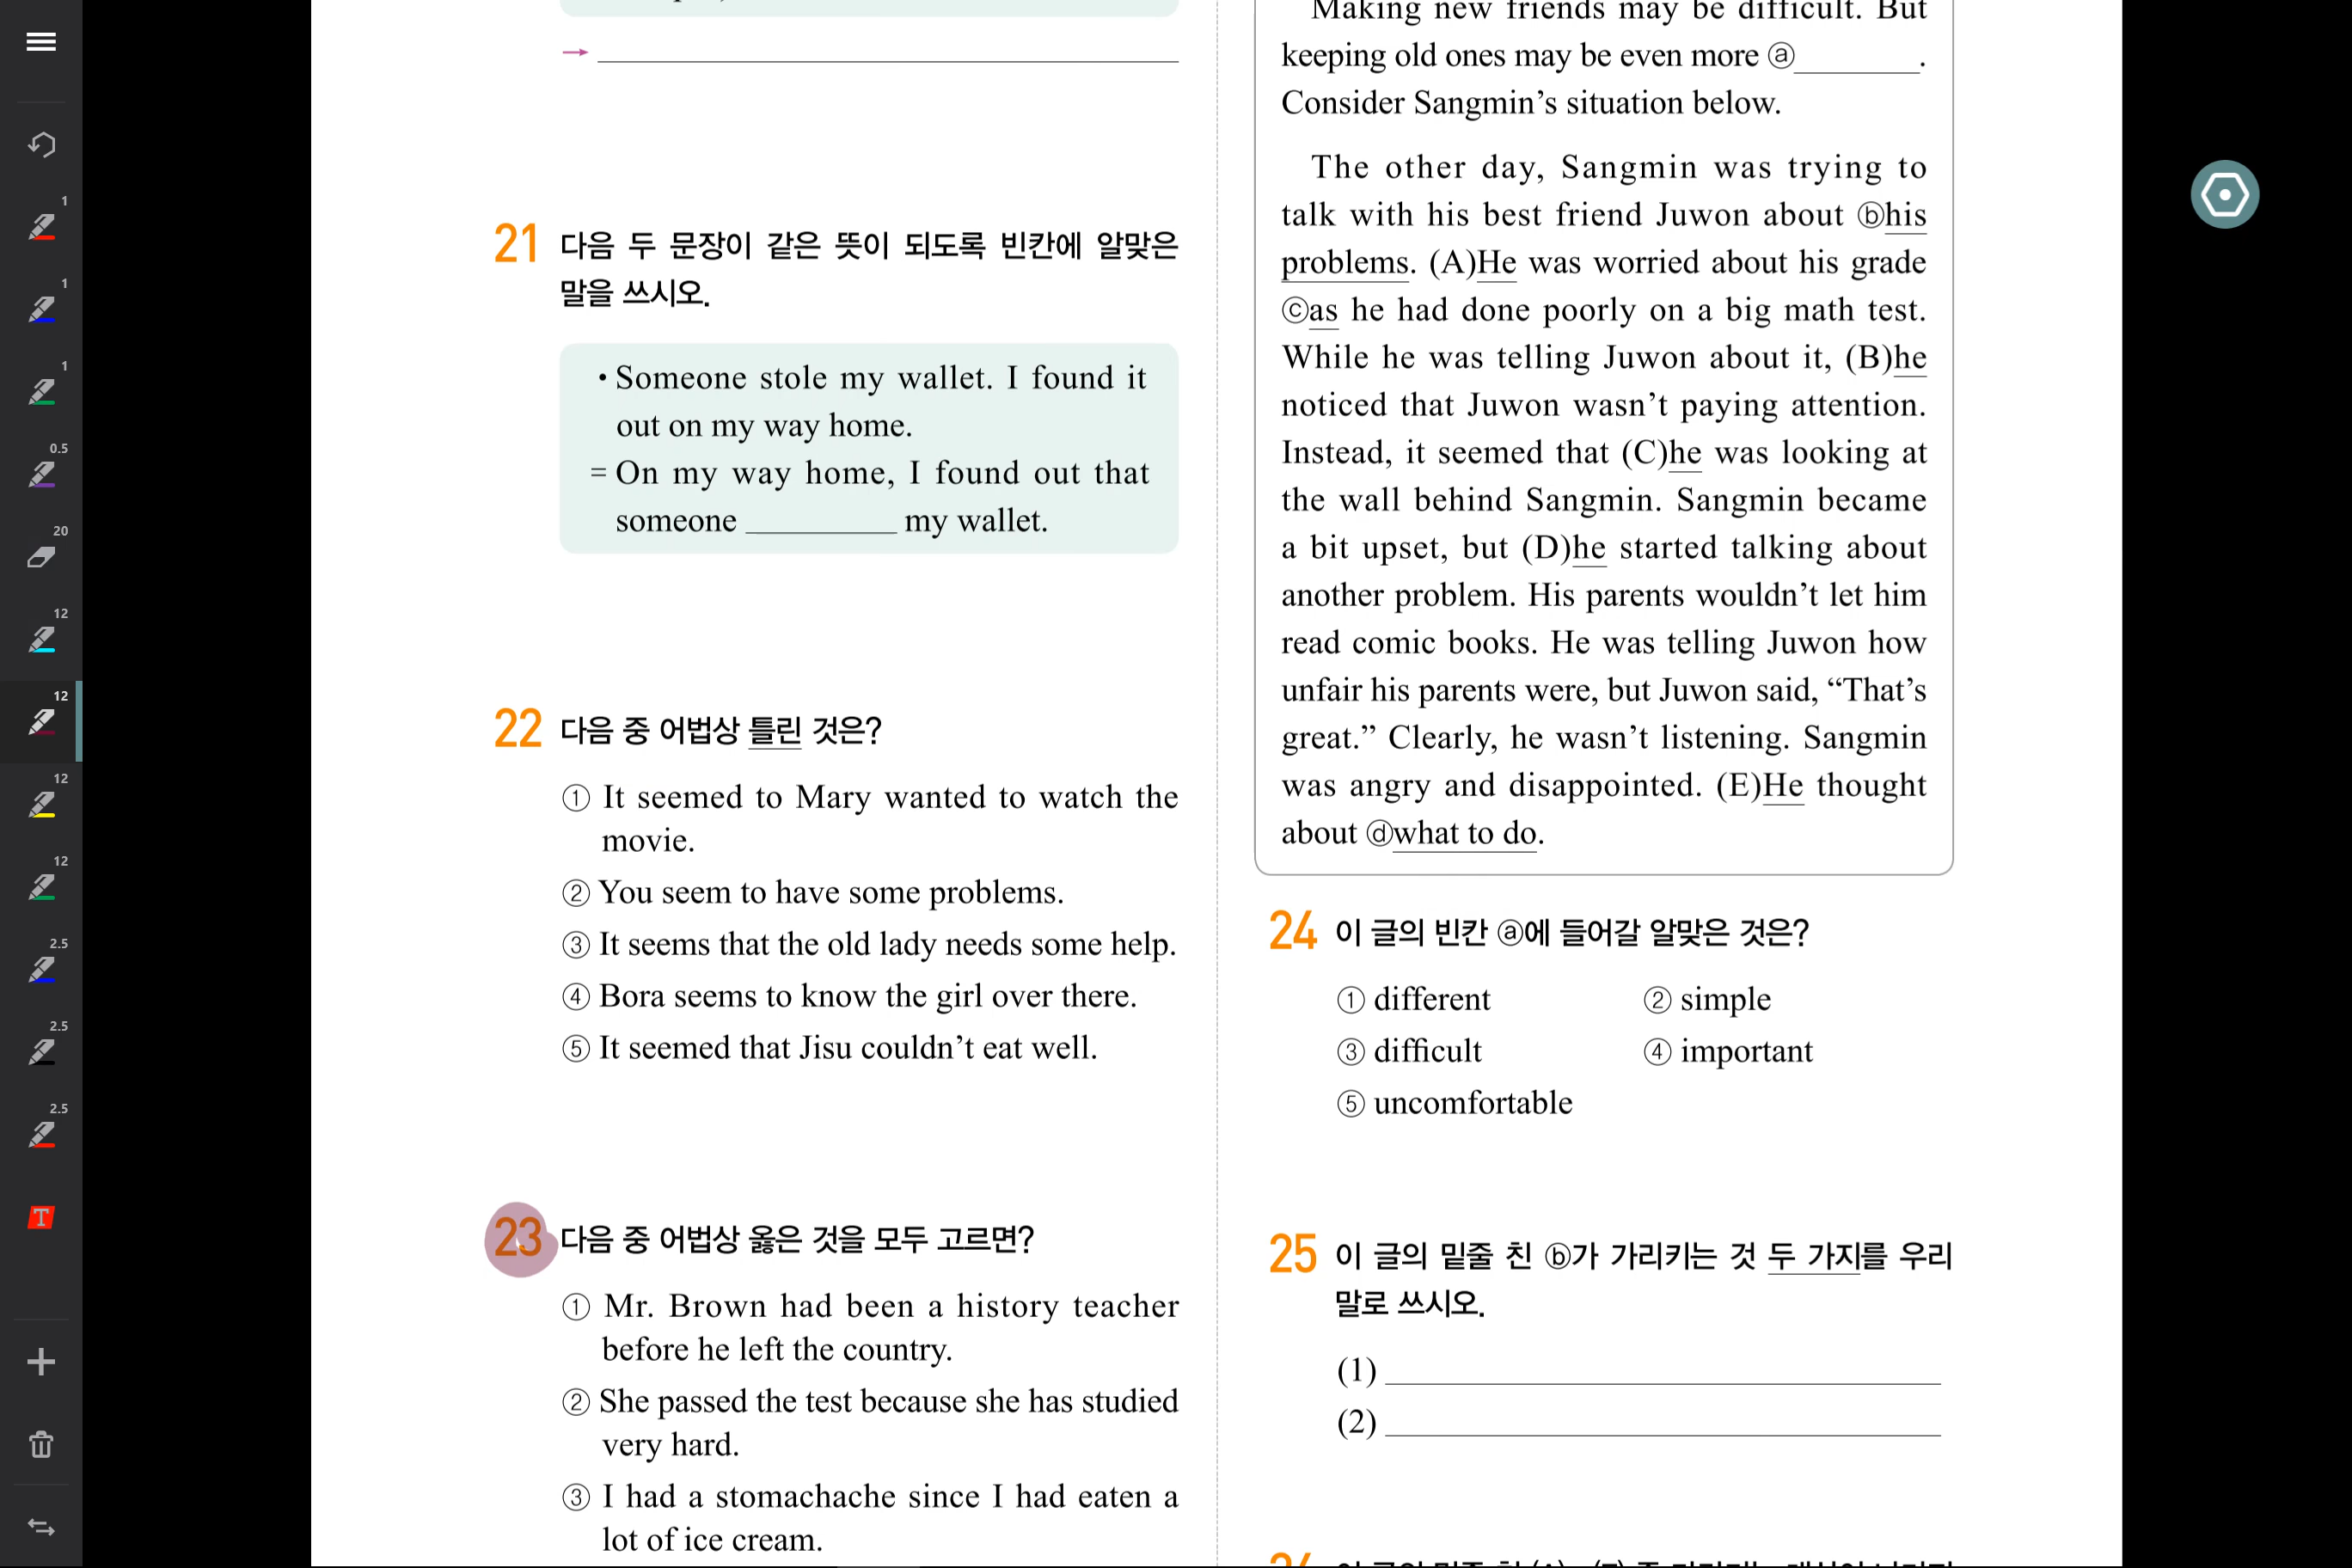 1
1
1
0.5
20
12
12
12
12
2.5
2.5
2.5
T
→
21 다음 두 문장이 같은 뜻이 되도록 빈칸에 알맞은
말을 쓰시오.
• Someone stole my wallet. I found it
out on my way home.
= On my way home, I found out that
someone ________ my wallet.
22 다음 중 어법상 틀린 것은?
① It seemed to Mary wanted to watch the
movie.
② You seem to have some problems.
③ It seems that the old lady needs some help.
④ Bora seems to know the girl over there.
⑤ It seemed that Jisu couldn’t eat well.
23 다음 중 어법상 옳은 것을 모두 고르면?
① Mr. Brown had been a history teacher
before he left the country.
② She passed the test because she has studied
very hard.
③ I had a stomachache since I had eaten a
lot of ice cream.
Making new friends may be difficult. But
keeping old ones may be even more ⓐ________.
Consider Sangmin’s situation below.
The other day, Sangmin was trying to
talk with his best friend Juwon about ⓑhis
problems. (A)He was worried about his grade
ⓒas he had done poorly on a big math test.
While he was telling Juwon about it, (B)he
noticed that Juwon wasn’t paying attention.
Instead, it seemed that (C)he was looking at
the wall behind Sangmin. Sangmin became
a bit upset, but (D)he started talking about
another problem. His parents wouldn’t let him
read comic books. He was telling Juwon how
unfair his parents were, but Juwon said, “That’s
great.” Clearly, he wasn’t listening. Sangmin
was angry and disappointed. (E)He thought
about ⓓwhat to do.
24 이 글의 빈칸 ⓐ에 들어갈 알맞은 것은?
① different ② simple
③ difficult ④ important
⑤ uncomfortable
25 이 글의 밑줄 친 ⓑ가 가리키는 것 두 가지를 우리
말로 쓰시오.
(1)
(2)